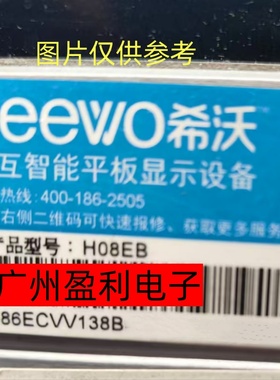 图片仅供参考
eewo希沃
互智能平板显示设备
热线：400-186-2505
右侧二维码可快速报修、获取更多服务
产品型号：H08EB
广州盈利电子
86ECVV138B